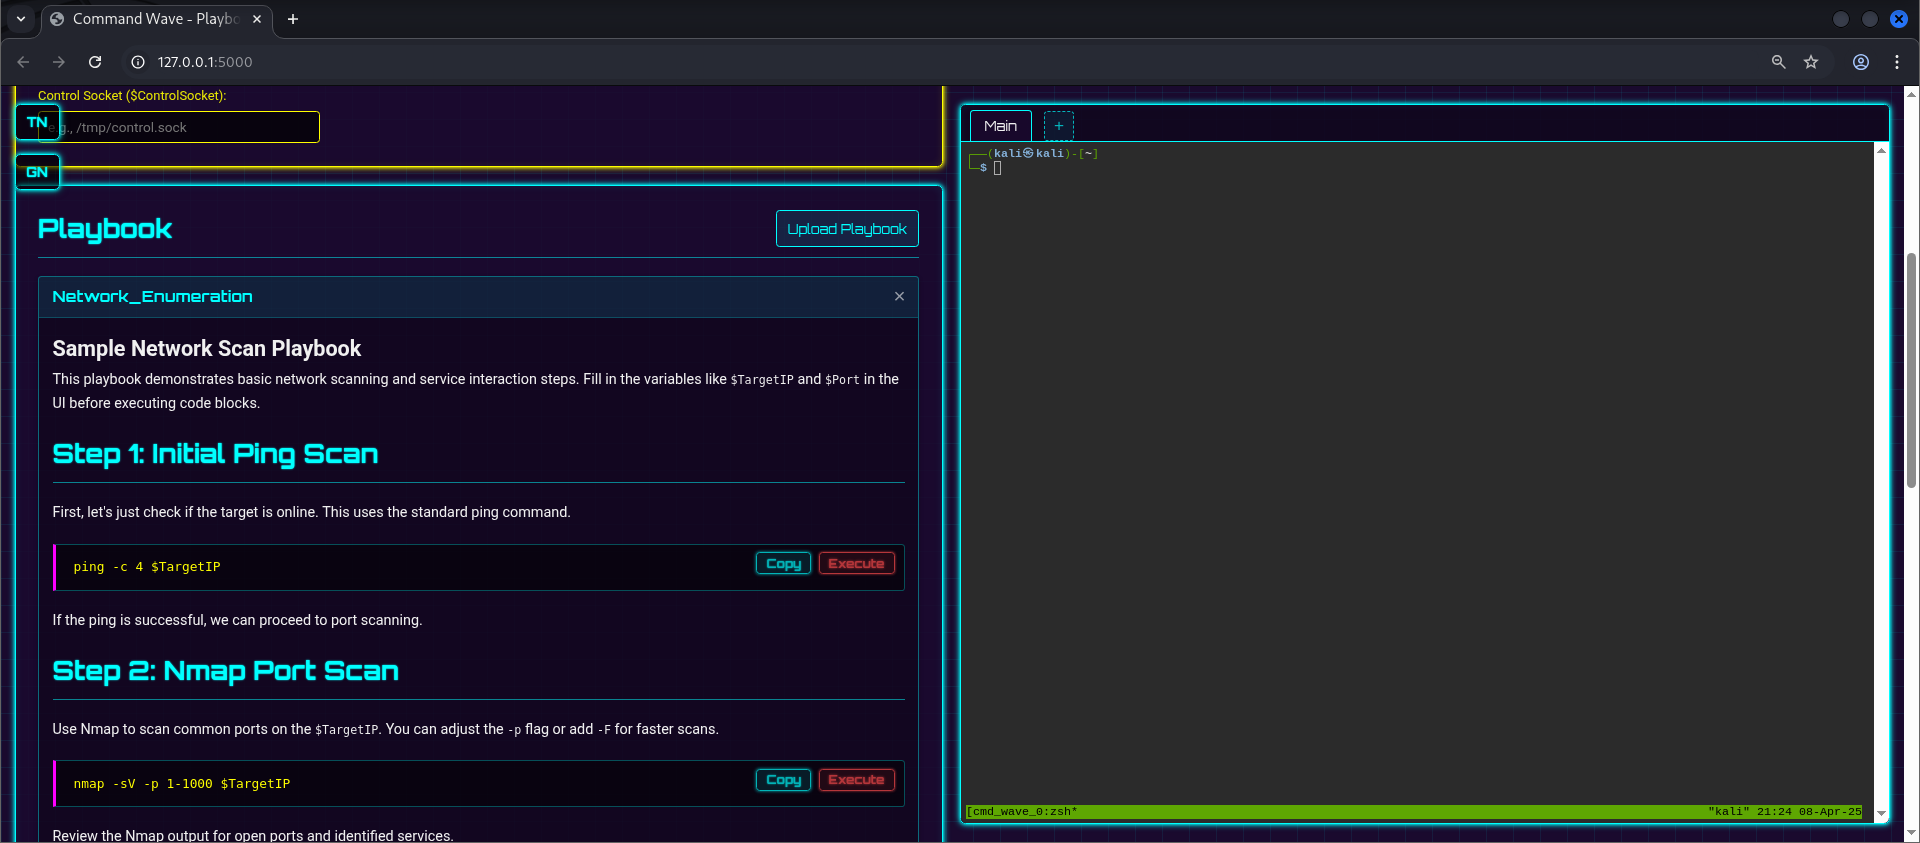 Command Wave - Playbo
127.0.0.1:5000
Control Socket ($ControlSocket):
e.g., /tmp/control.sock
TN
GN
Playbook
Upload Playbook
Network_Enumeration
Sample Network Scan Playbook
This playbook demonstrates basic network scanning and service interaction steps. Fill in the variables like $TargetIP and $Port in the
UI before executing code blocks.
Step 1: Initial Ping Scan
First, let's just check if the target is online. This uses the standard ping command.
ping -c 4 $TargetIP
Copy
Execute
If the ping is successful, we can proceed to port scanning.
Step 2: Nmap Port Scan
Use Nmap to scan common ports on the $TargetIP. You can adjust the -p flag or add -F for faster scans.
nmap -sV -p 1-1000 $TargetIP
Copy
Execute
Review the Nmap output for open ports and identified services.
Main
+
┌──(kali㉿kali)-[~]
└─$
[cmd_wave_0:zsh* "kali" 21:24 08-Apr-25